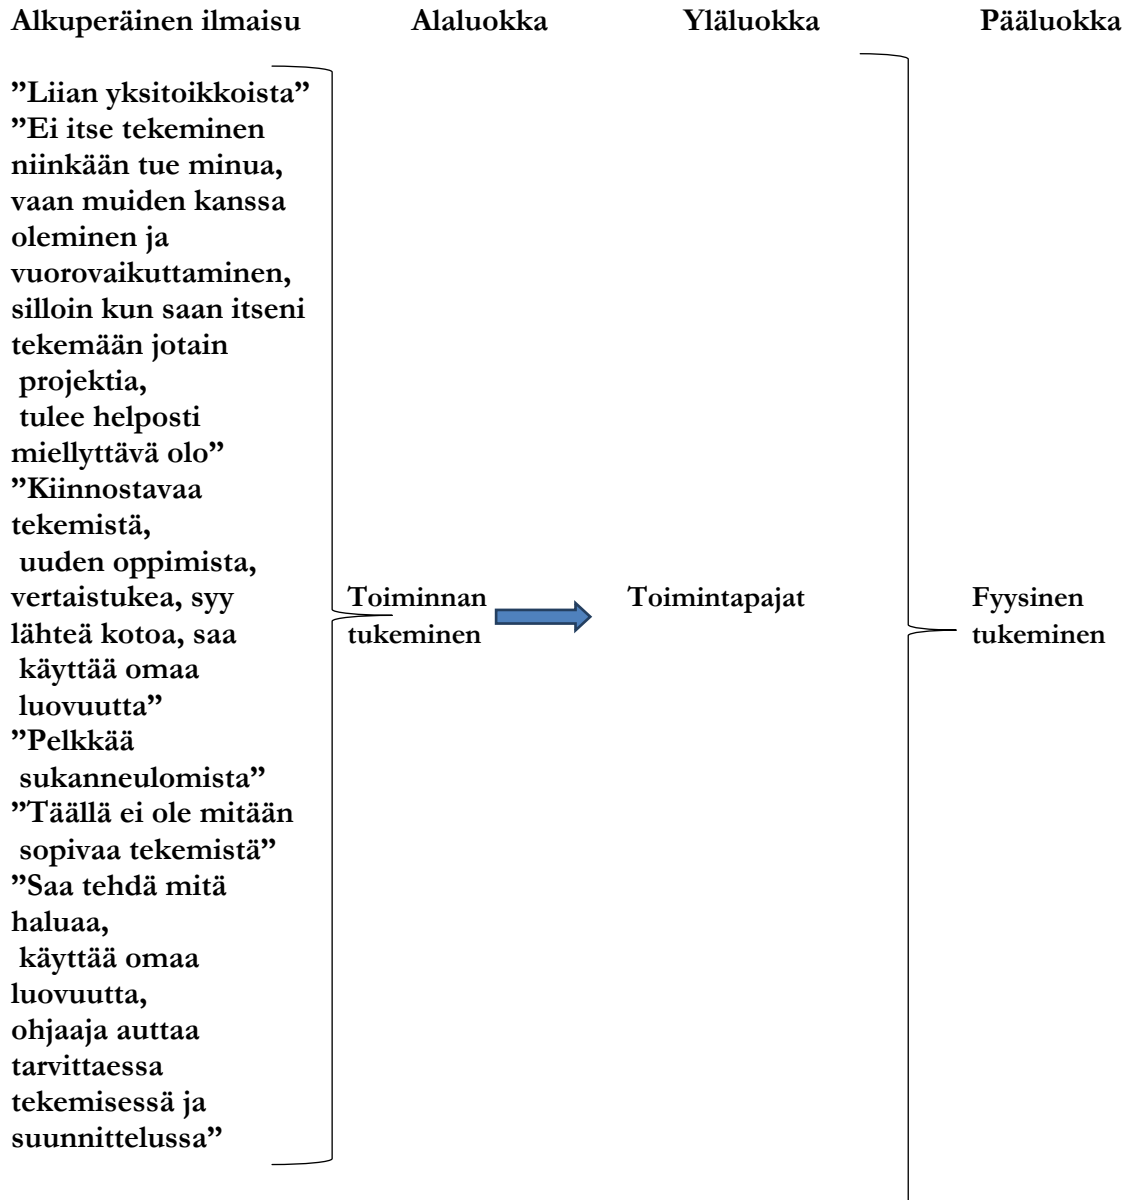 Alkuperäinen ilmaisu Alaluokka Yläluokka Pääluokka
”Liian yksitoikkoista”
”Ei itse tekeminen
niinkään tue minua,
vaan muiden kanssa
oleminen ja
vuorovaikuttaminen,
silloin kun saan itseni
tekemään jotain
projektia,
tulee helposti
miellyttävä olo”
”Kiinnostavaa
tekemistä,
uuden oppimista,
vertaistukea, syy
lähteä kotoa, saa
käyttää omaa
luovuutta”
”Pelkkää
sukanneulomista”
”Täällä ei ole mitään
sopivaa tekemistä”
”Saa tehdä mitä
haluaa,
käyttää omaa
luovuutta,
ohjaaja auttaa
tarvittaessa
tekemisessä ja
suunnittelussa”
Toiminnan
tukeminen
Toimintapajat
Fyysinen
tukeminen